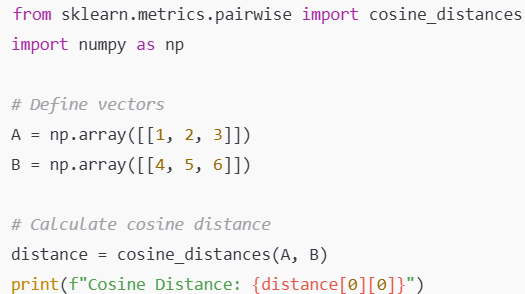 from sklearn.metrics.pairwise import cosine_distances
import numpy as np
# Define vectors
A = np.array([[1, 2, 3]])
B = np.array([[4, 5, 6]])
# Calculate cosine distance
distance = cosine_distances(A, B)
print(f"Cosine Distance: {distance[0][0]}")